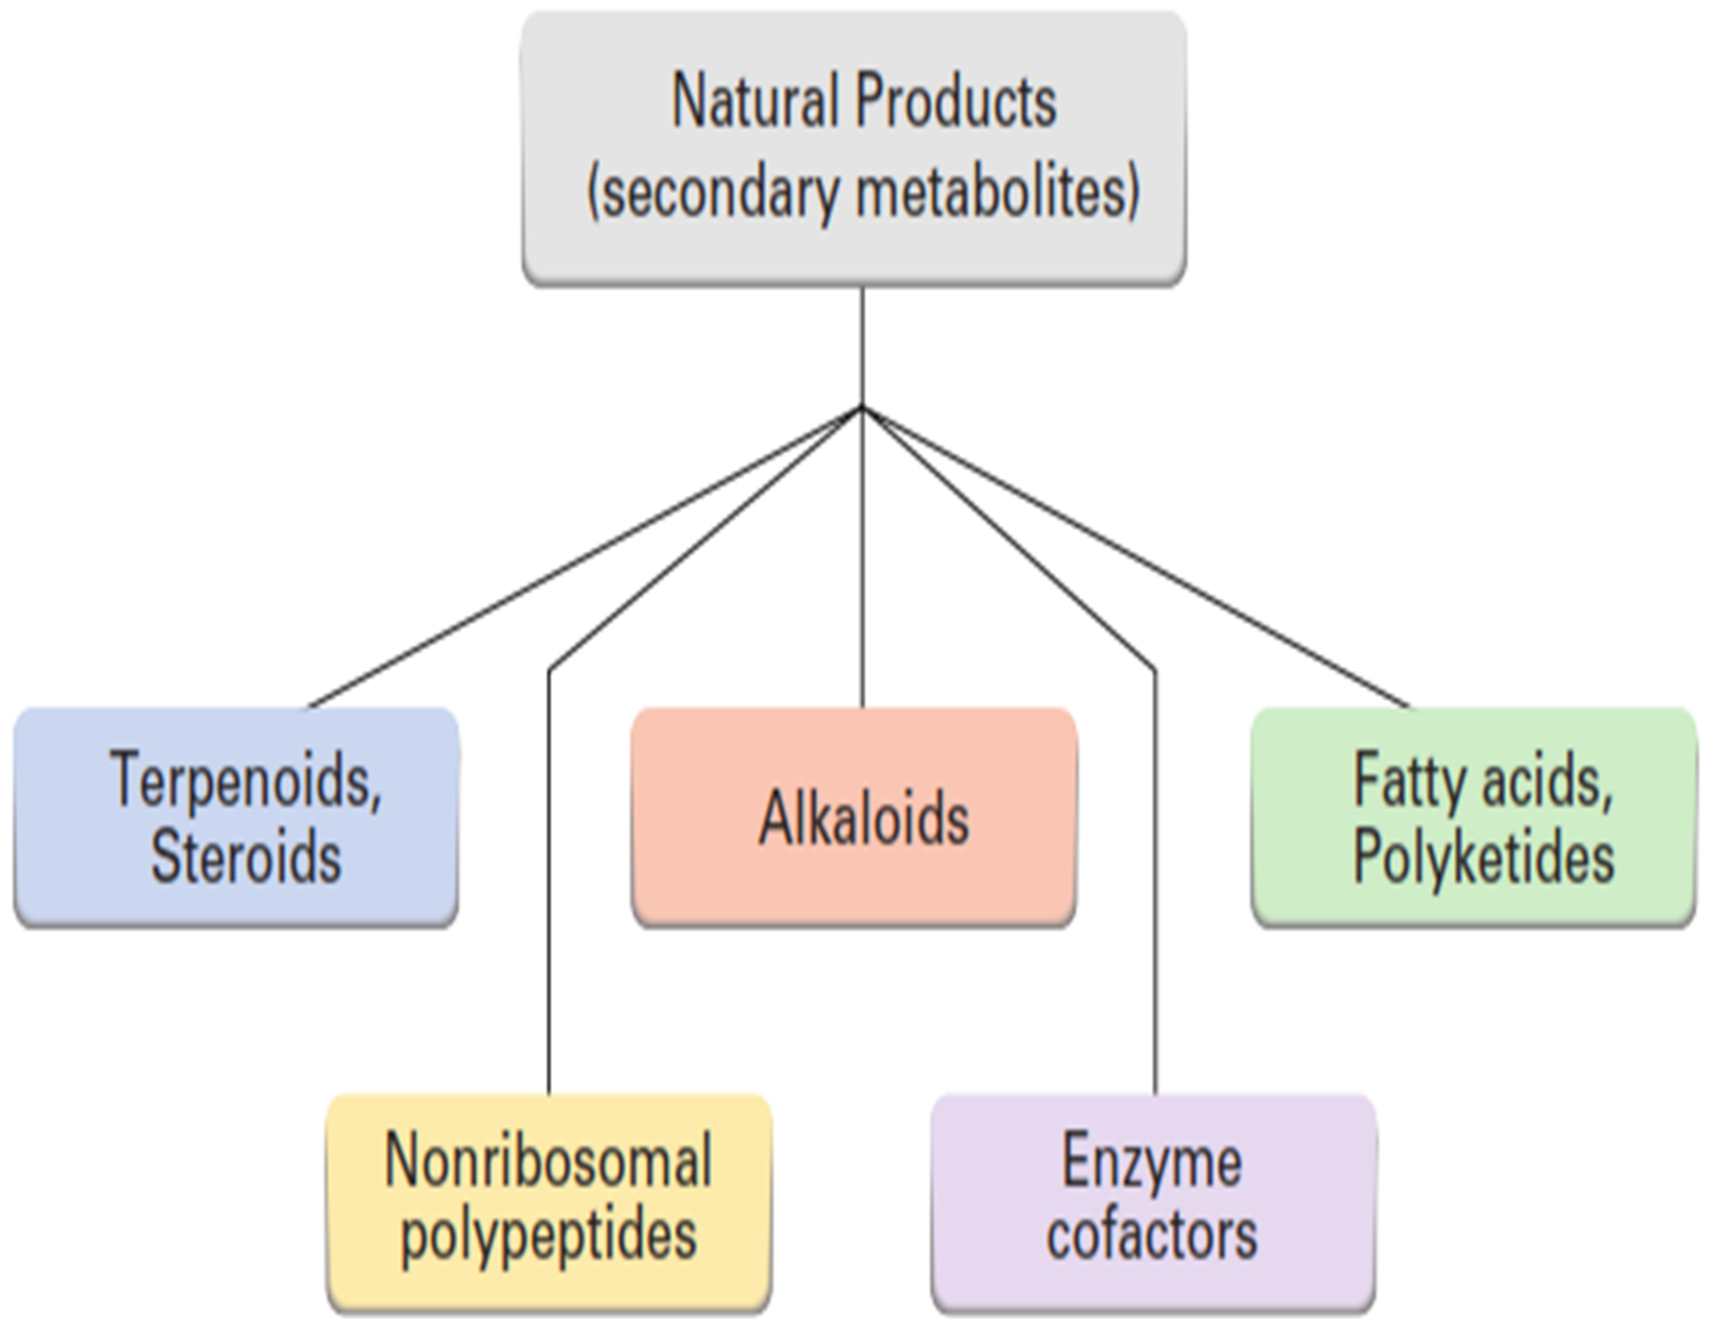 Natural Products
(secondary metabolites)
Terpenoids,
Steroids
Alkaloids
Fatty acids,
Polyketides
Nonribosomal
polypeptides
Enzyme
cofactors